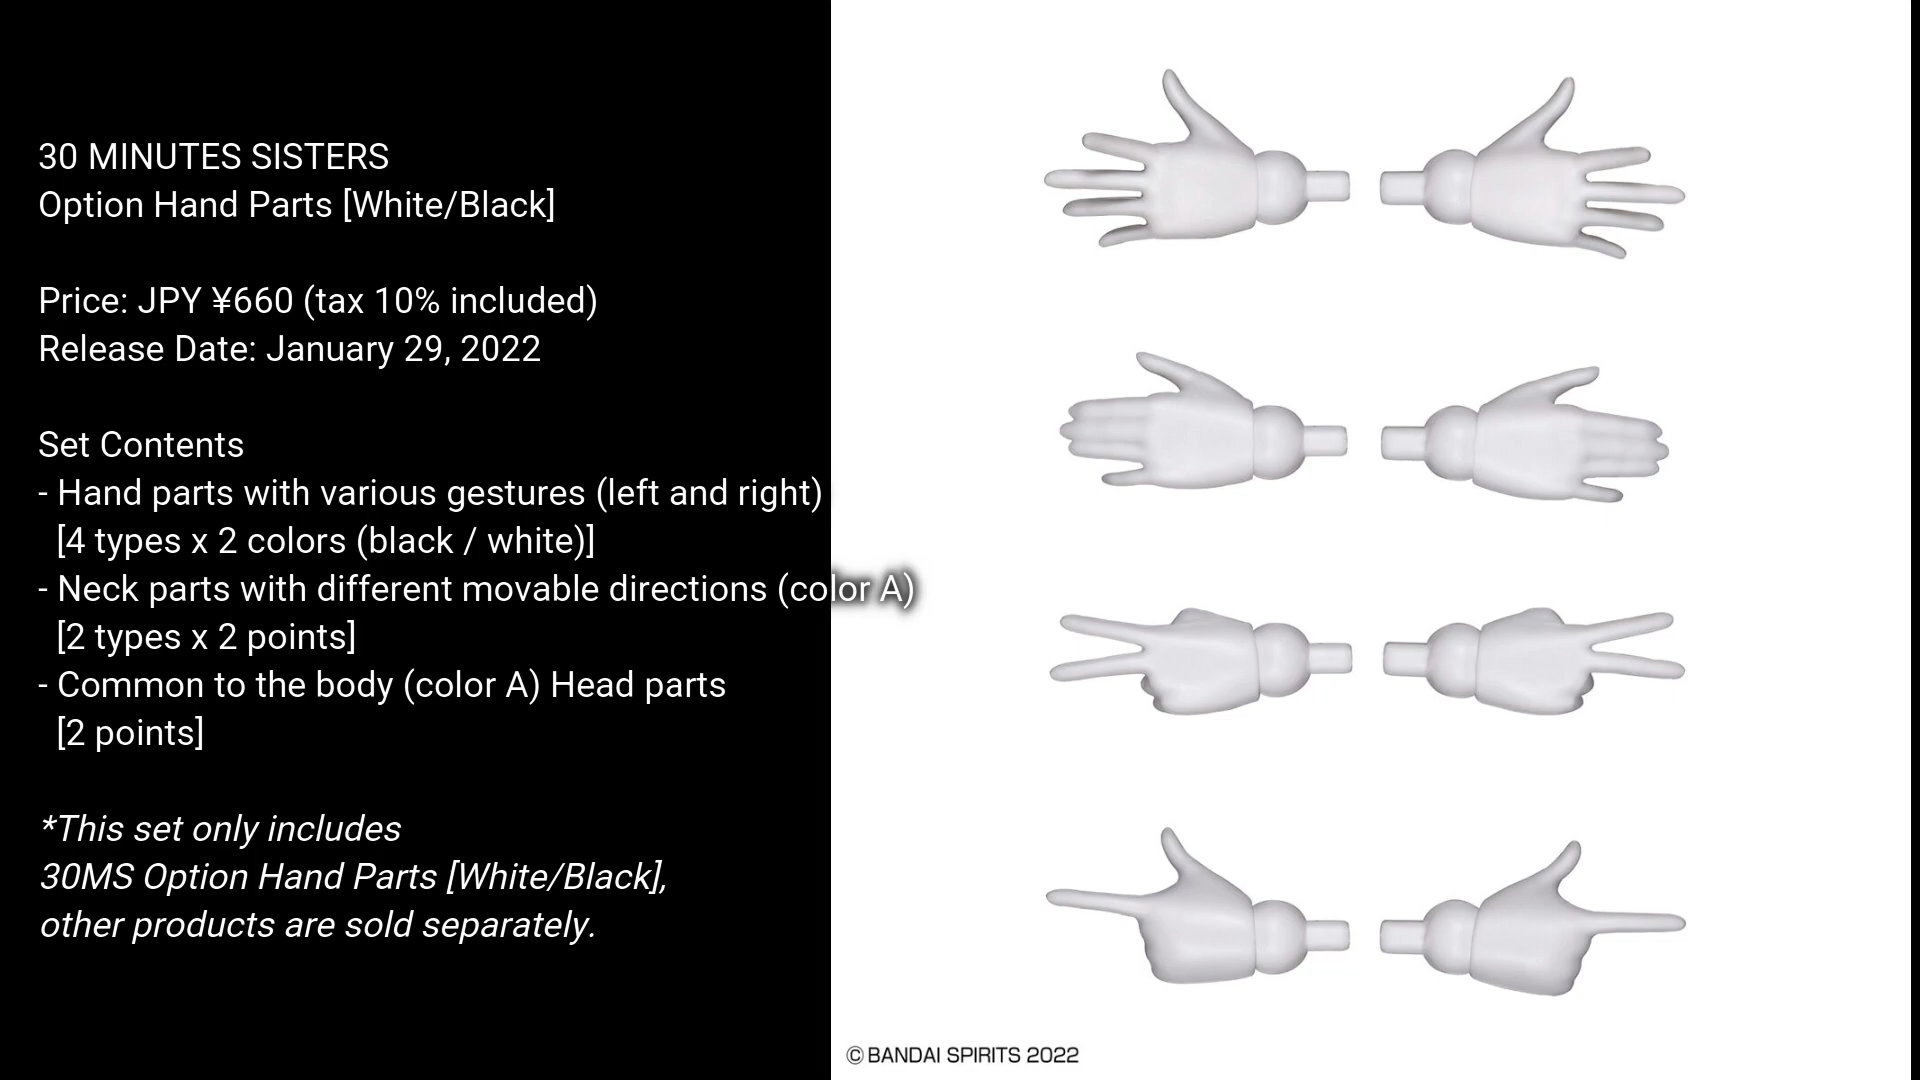 30 MINUTES SISTERS
Option Hand Parts [White/Black]
Price: JPY ¥660 (tax 10% included)
Release Date: January 29, 2022
Set Contents
- Hand parts with various gestures (left and right)
[4 types x 2 colors (black / white)]
- Neck parts with different movable directions (color A)
[2 types x 2 points]
- Common to the body (color A) Head parts
[2 points]
*This set only includes
30MS Option Hand Parts [White/Black],
other products are sold separately.
©BANDAI SPIRITS 2022